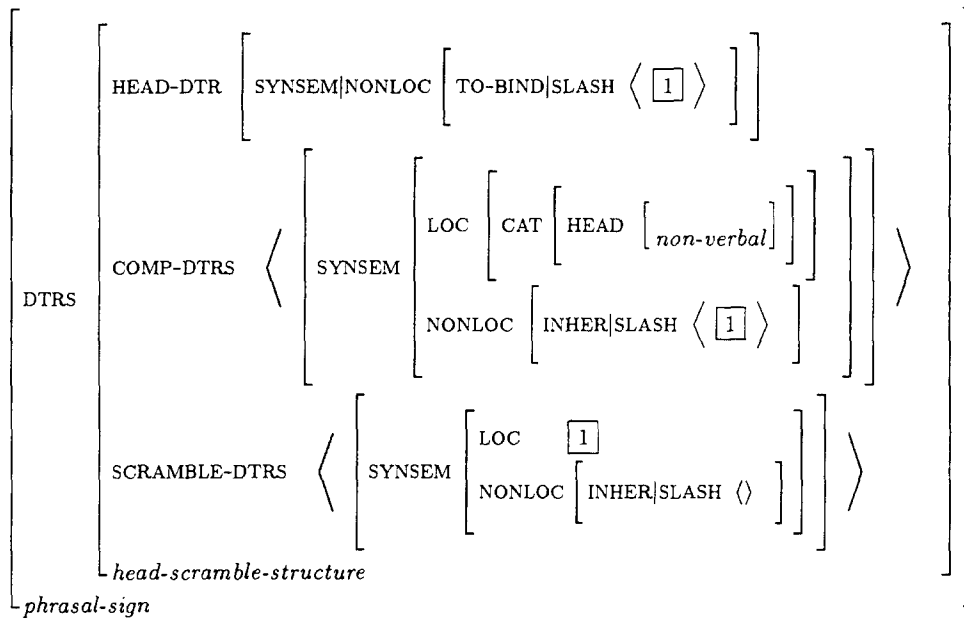 HEAD-DTR [ SYNSEM|NONLOC [ TO-BIND|SLASH ⟨ [1] ⟩ ] ]
LOC [ CAT [ HEAD [ non-verbal ] ] ]
COMP-DTRS ⟨ [ SYNSEM
DTRS
NONLOC [ INHER|SLASH ⟨ [1] ⟩ ] ] ] ⟩
LOC [1]
SCRAMBLE-DTRS ⟨ [ SYNSEM
NONLOC [ INHER|SLASH ⟨⟩ ] ] ] ⟩
head-scramble-structure
phrasal-sign